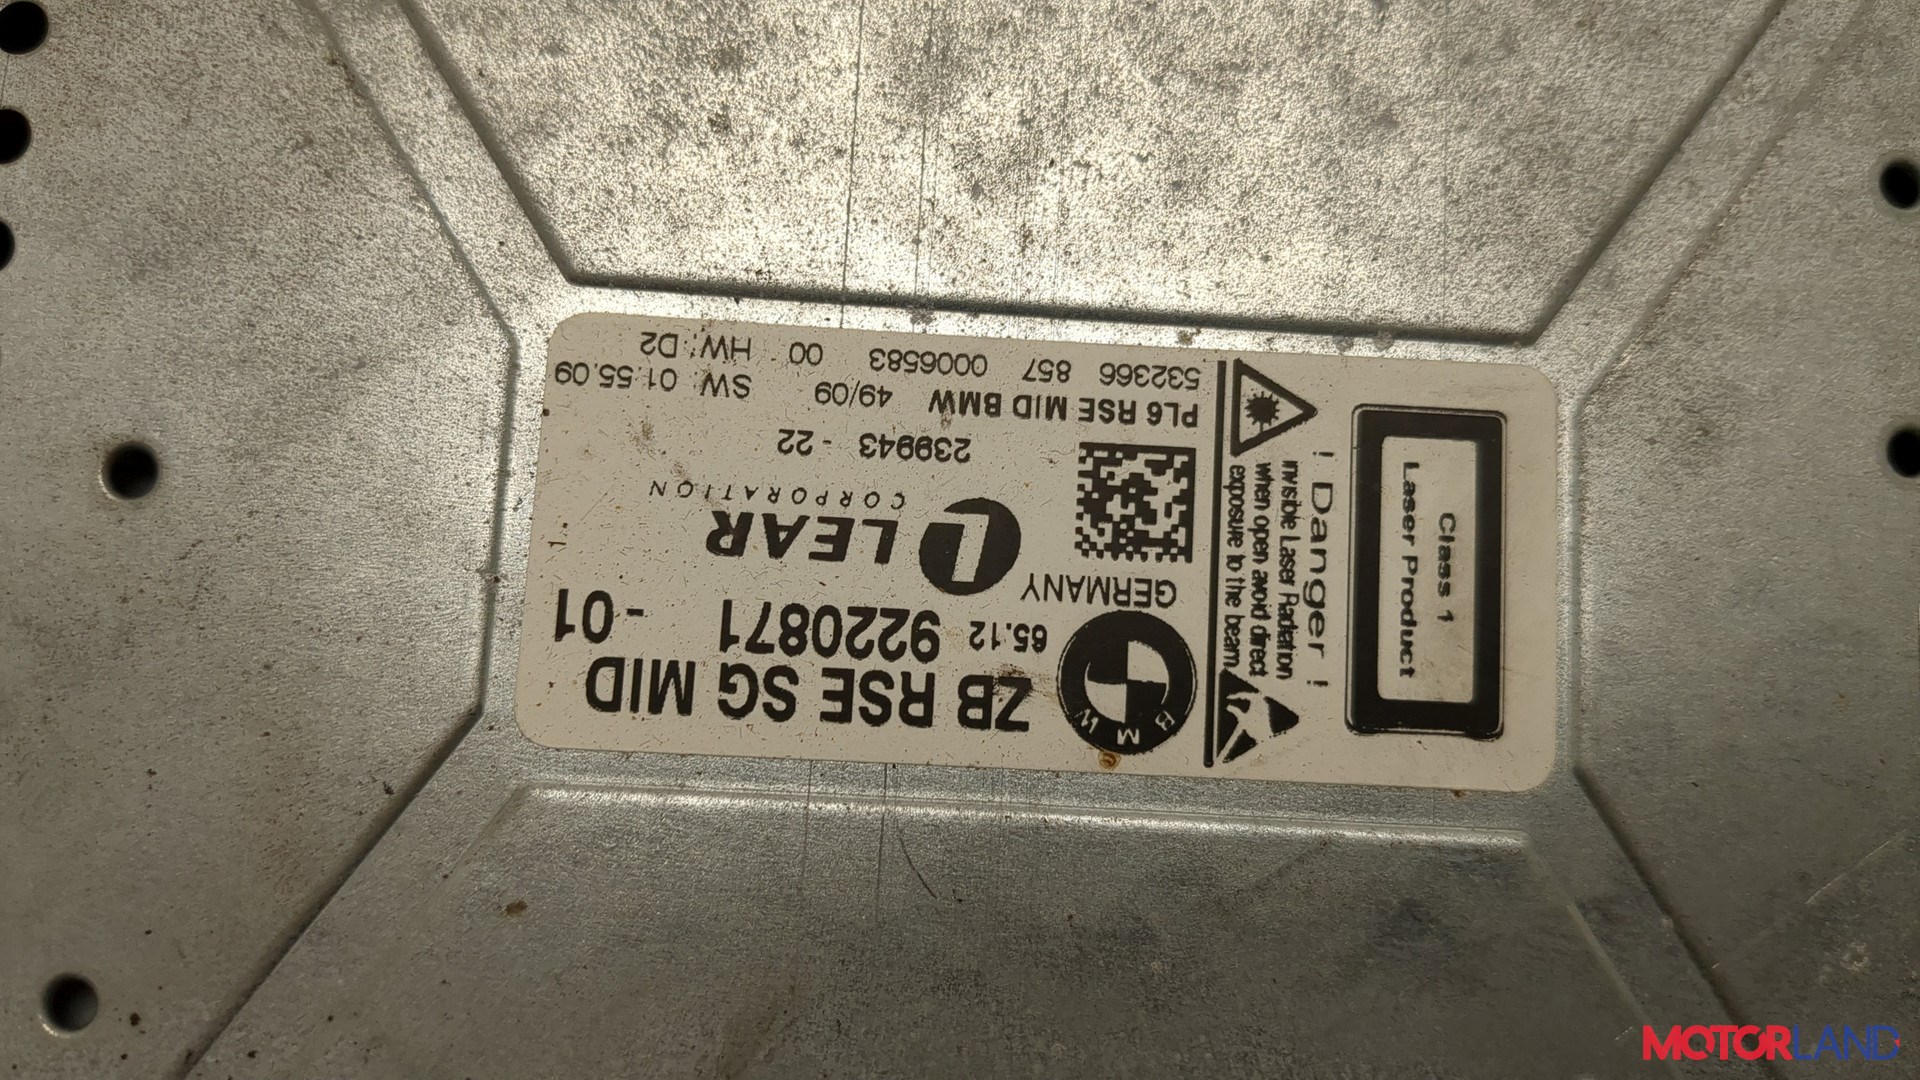 ZB RSE SG MID
65.12 9220871 - 01
BMW
GERMANY
LEAR
CORPORATION
239943 - 22
PL6 RSE MID BMW 49/09 SW: 01.55.09
532366 857 0006583 00 HW: D2
! Danger !
Invisible Laser Radiation
when open avoid direct
exposue to the beam
Class 1
Laser Product
MOTORLAND